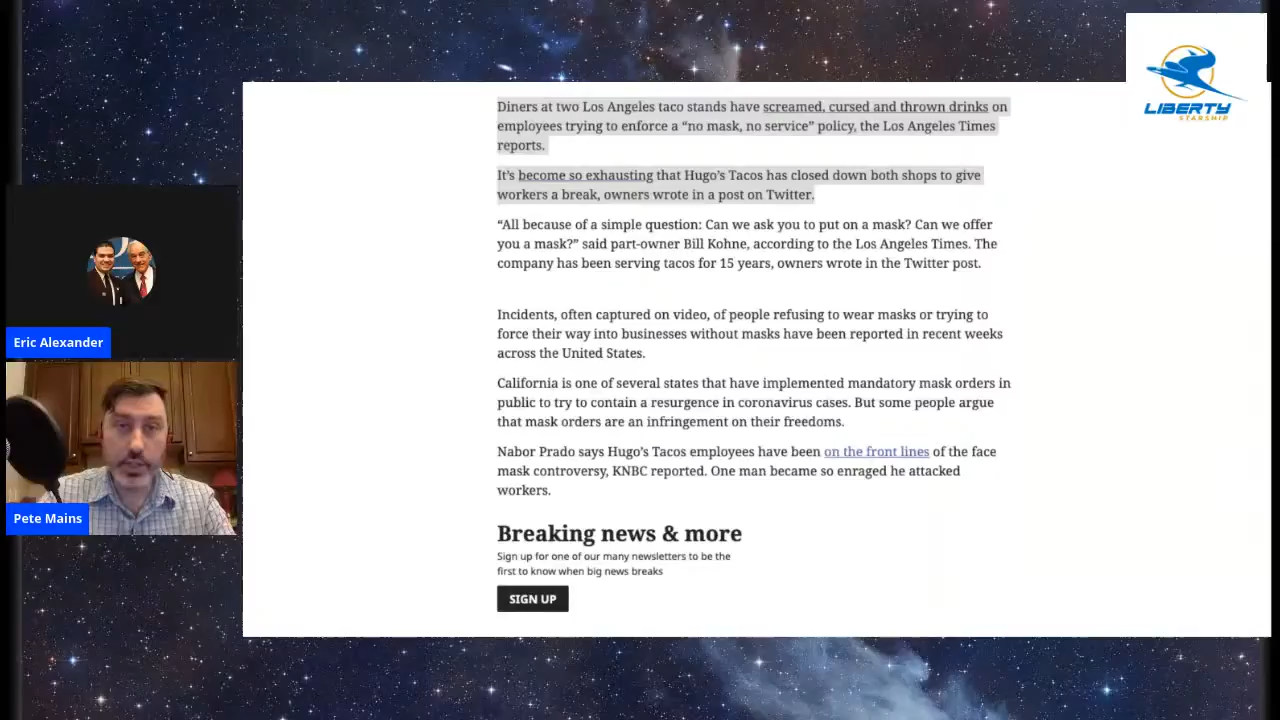 LIBERTY
STARSHIP
Diners at two Los Angeles taco stands have screamed, cursed and thrown drinks on
employees trying to enforce a “no mask, no service” policy, the Los Angeles Times
reports.
It’s become so exhausting that Hugo’s Tacos has closed down both shops to give
workers a break, owners wrote in a post on Twitter.
“All because of a simple question: Can we ask you to put on a mask? Can we offer
you a mask?” said part-owner Bill Kohne, according to the Los Angeles Times. The
company has been serving tacos for 15 years, owners wrote in the Twitter post.
Incidents, often captured on video, of people refusing to wear masks or trying to
force their way into businesses without masks have been reported in recent weeks
across the United States.
California is one of several states that have implemented mandatory mask orders in
public to try to contain a resurgence in coronavirus cases. But some people argue
that mask orders are an infringement on their freedoms.
Nabor Prado says Hugo’s Tacos employees have been on the front lines of the face
mask controversy, KNBC reported. One man became so enraged he attacked
workers.
Breaking news & more
Sign up for one of our many newsletters to be the
first to know when big news breaks
SIGN UP
Eric Alexander
Pete Mains